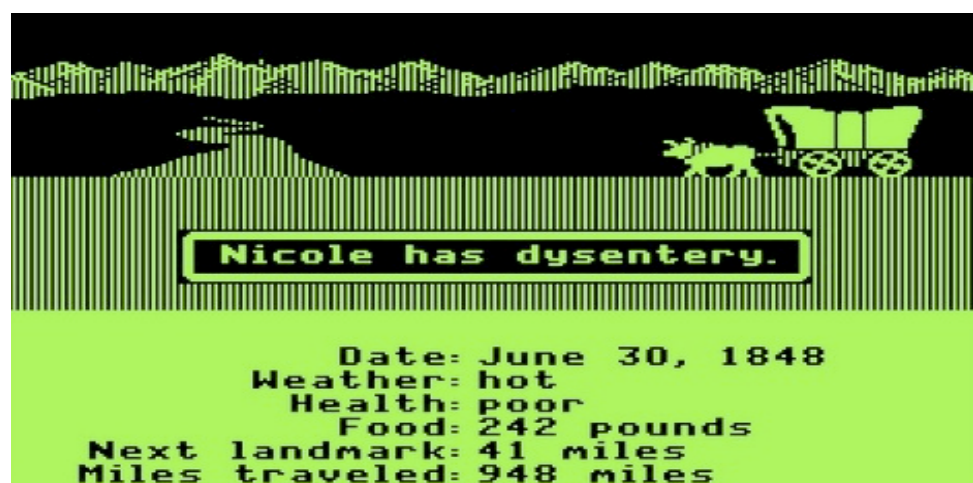 Nicole has dysentery.
Date: June 30, 1848
Weather: hot
Health: poor
Food: 242 pounds
Next landmark: 41 miles
Miles traveled: 948 miles